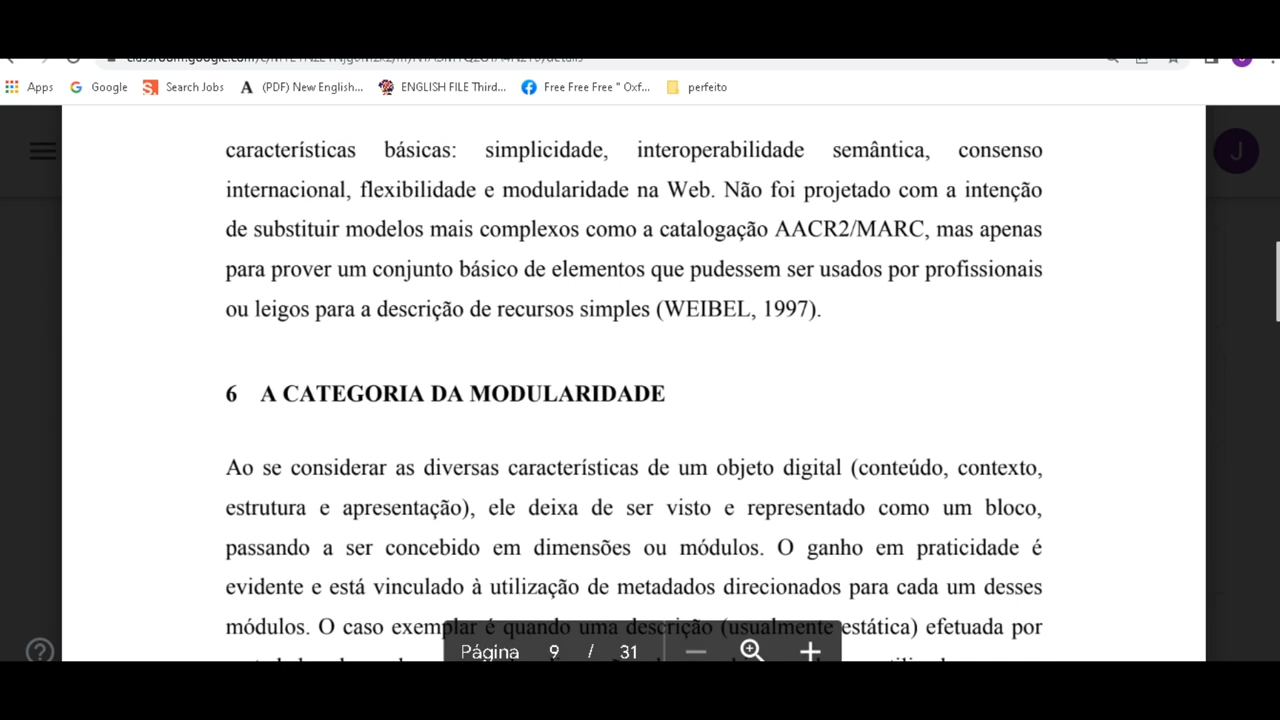 Apps Google Search Jobs (PDF) New English... ENGLISH FILE Third... Free Free Free " Oxf... perfeito
J
características básicas: simplicidade, interoperabilidade semântica, consenso
internacional, flexibilidade e modularidade na Web. Não foi projetado com a intenção
de substituir modelos mais complexos como a catalogação AACR2/MARC, mas apenas
para prover um conjunto básico de elementos que pudessem ser usados por profissionais
ou leigos para a descrição de recursos simples (WEIBEL, 1997).
6 A CATEGORIA DA MODULARIDADE
Ao se considerar as diversas características de um objeto digital (conteúdo, contexto,
estrutura e apresentação), ele deixa de ser visto e representado como um bloco,
passando a ser concebido em dimensões ou módulos. O ganho em praticidade é
evidente e está vinculado à utilização de metadados direcionados para cada um desses
módulos. O caso exemplar é quando uma descrição (usualmente estática) efetuada por
Página 9 / 31